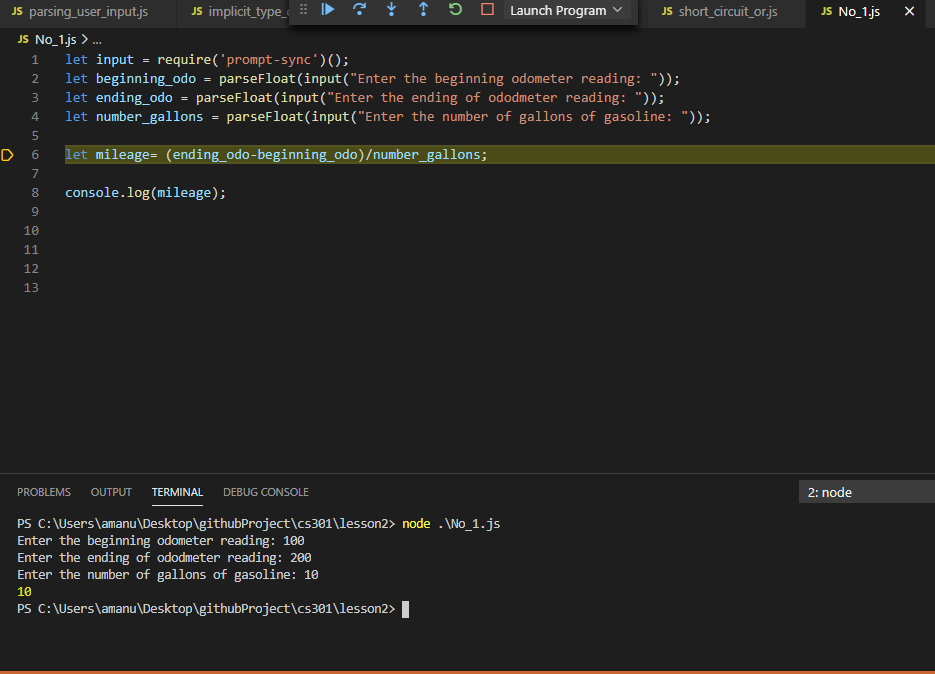 JS parsing_user_input.js JS implicit_type_ Launch Program JS short_circuit_or.js JS No_1.js
JS No_1.js > ...
1 let input = require('prompt-sync')();
2 let beginning_odo = parseFloat(input("Enter the beginning odometer reading: "));
3 let ending_odo = parseFloat(input("Enter the ending of ododmeter reading: "));
4 let number_gallons = parseFloat(input("Enter the number of gallons of gasoline: "));
5
6 let mileage= (ending_odo-beginning_odo)/number_gallons;
7
8 console.log(mileage);
9
10
11
12
13
PROBLEMS OUTPUT TERMINAL DEBUG CONSOLE 2: node
PS C:\Users\amanu\Desktop\githubProject\cs301\lesson2> node .\No_1.js
Enter the beginning odometer reading: 100
Enter the ending of ododmeter reading: 200
Enter the number of gallons of gasoline: 10
10
PS C:\Users\amanu\Desktop\githubProject\cs301\lesson2>